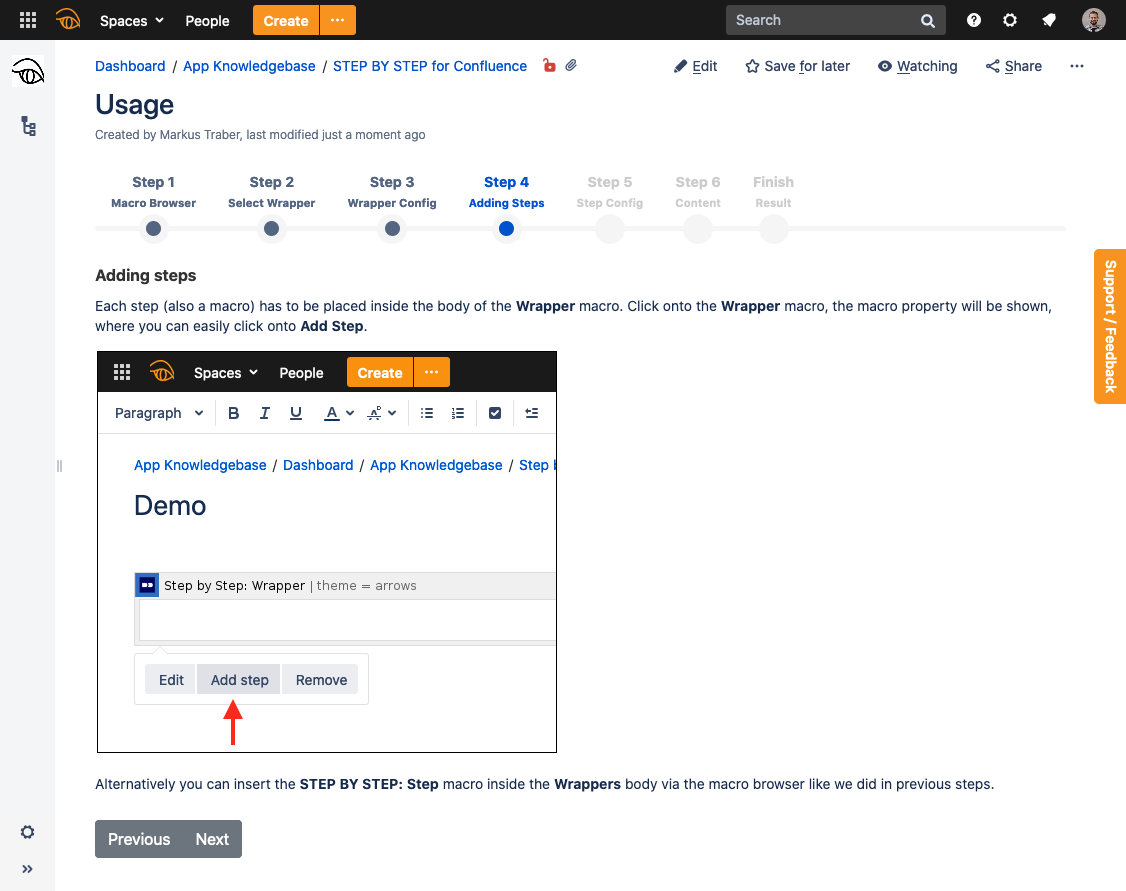 Spaces People Create ··· Search
Dashboard / App Knowledgebase / STEP BY STEP for Confluence Edit Save for later Watching Share ···
Usage
Created by Markus Traber, last modified just a moment ago
Step 1 Step 2 Step 3 Step 4 Step 5 Step 6 Finish
Macro Browser Select Wrapper Wrapper Config Adding Steps Step Config Content Result
Adding steps
Each step (also a macro) has to be placed inside the body of the Wrapper macro. Click onto the Wrapper macro, the macro property will be shown,
where you can easily click onto Add Step.
Support / Feedback
Spaces People Create ···
Paragraph B I U A
App Knowledgebase / Dashboard / App Knowledgebase / Step
Demo
Step by Step: Wrapper | theme = arrows
Edit Add step Remove
Alternatively you can insert the STEP BY STEP: Step macro inside the Wrappers body via the macro browser like we did in previous steps.
Previous Next